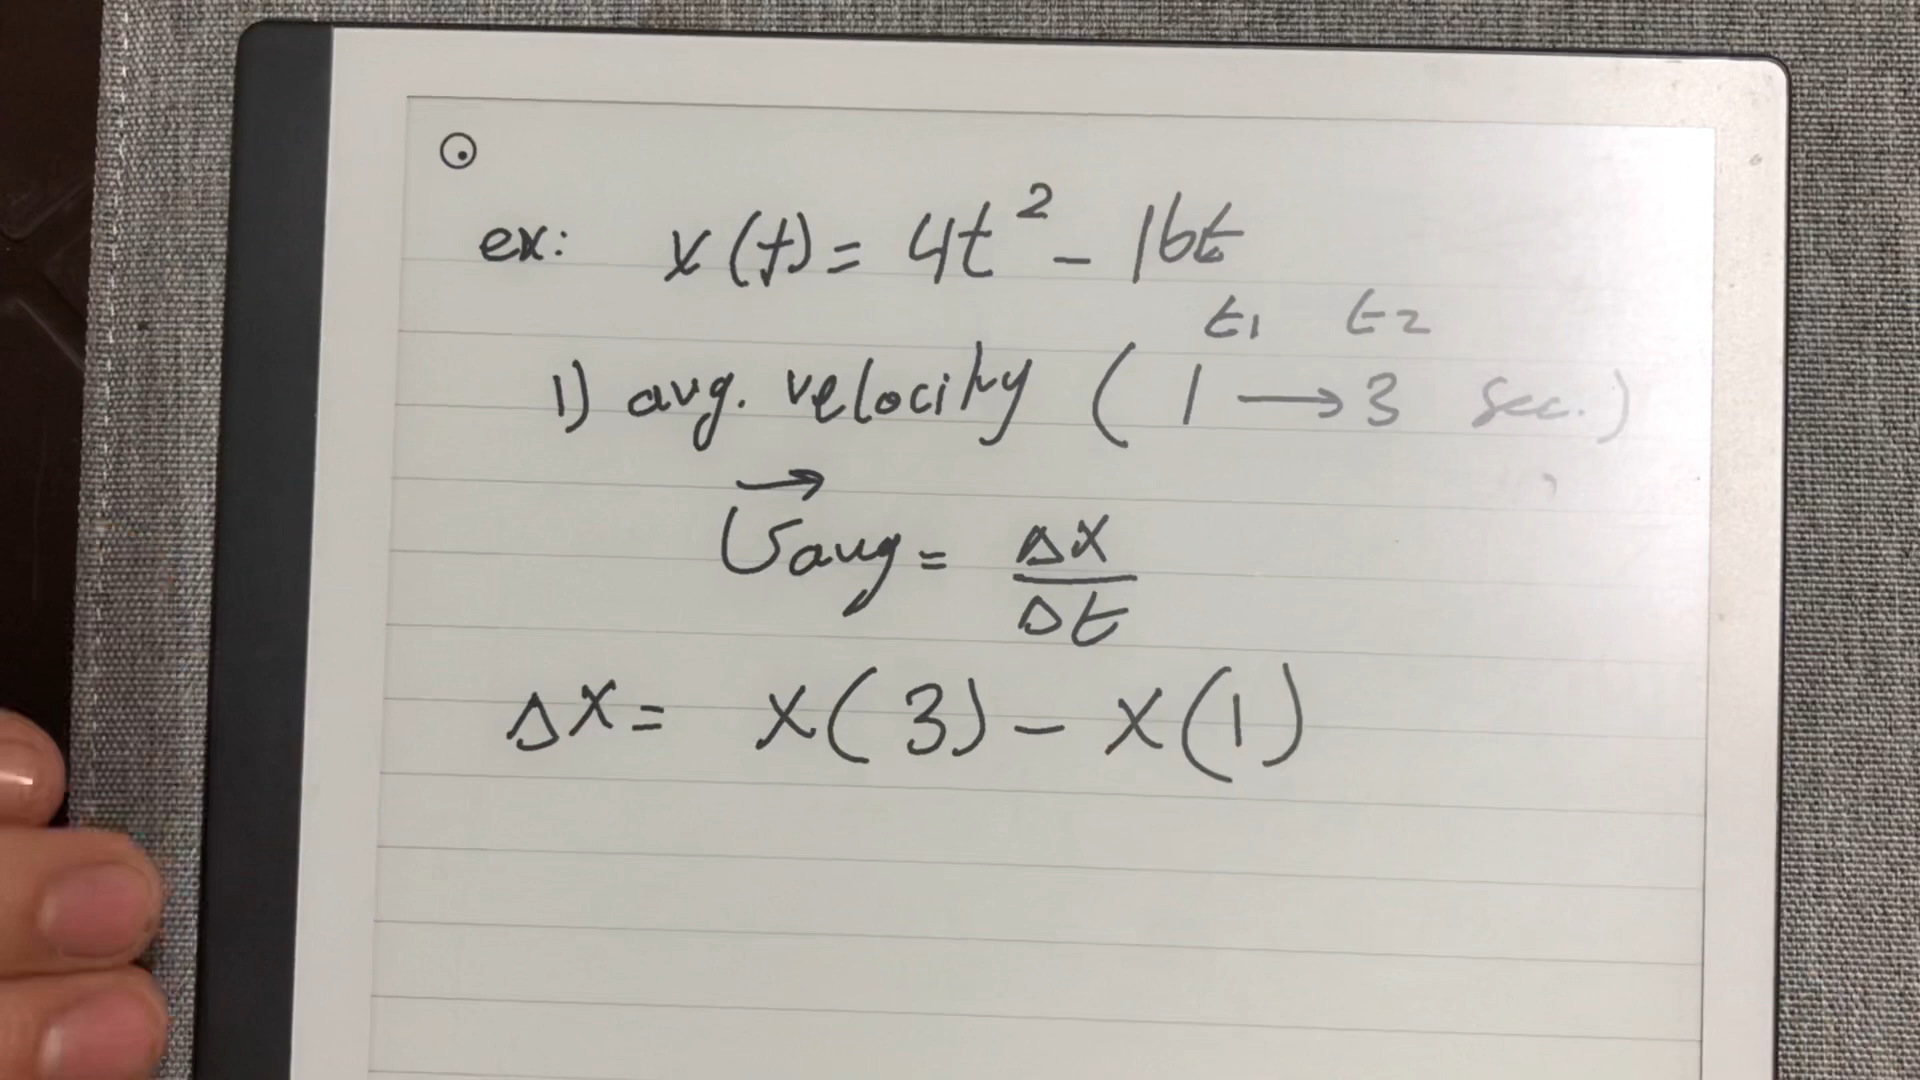 ex: x(t) = 4t² - 16t
t1 t2
1) avg. velocity ( 1 → 3 sec. )
v⃗avg = Δx/Δt
Δx = x(3) - x(1)